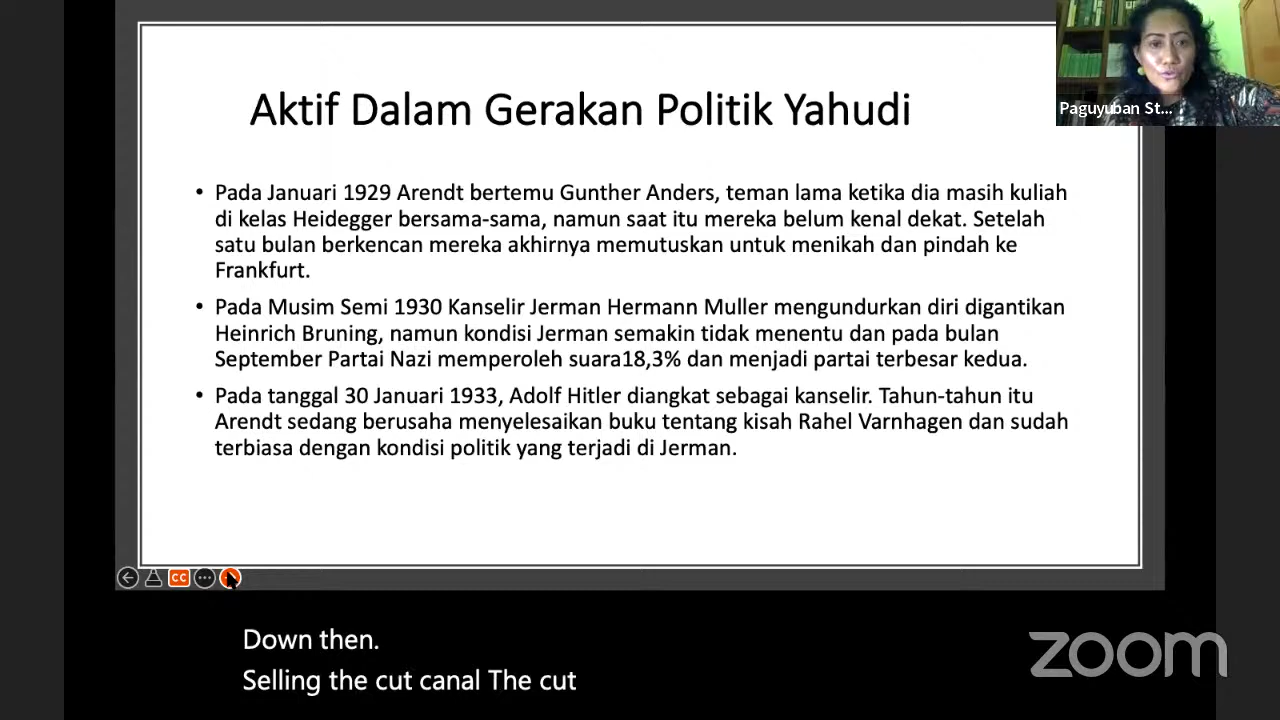 Aktif Dalam Gerakan Politik Yahudi
Paguyuban St...
• Pada Januari 1929 Arendt bertemu Gunther Anders, teman lama ketika dia masih kuliah
di kelas Heidegger bersama-sama, namun saat itu mereka belum kenal dekat. Setelah
satu bulan berkencan mereka akhirnya memutuskan untuk menikah dan pindah ke
Frankfurt.
• Pada Musim Semi 1930 Kanselir Jerman Hermann Muller mengundurkan diri digantikan
Heinrich Bruning, namun kondisi Jerman semakin tidak menentu dan pada bulan
September Partai Nazi memperoleh suara18,3% dan menjadi partai terbesar kedua.
• Pada tanggal 30 Januari 1933, Adolf Hitler diangkat sebagai kanselir. Tahun-tahun itu
Arendt sedang berusaha menyelesaikan buku tentang kisah Rahel Varnhagen dan sudah
terbiasa dengan kondisi politik yang terjadi di Jerman.
CC
Down then.
Selling the cut canal The cut
zoom